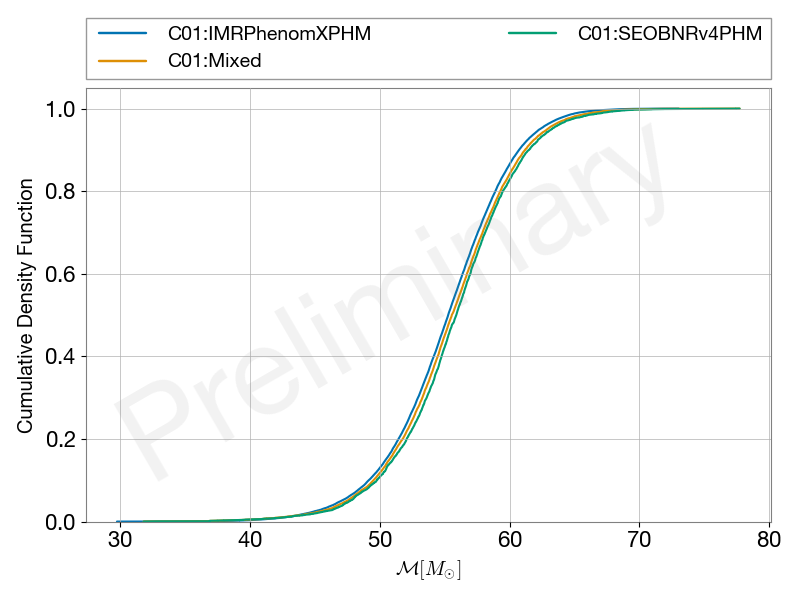 C01:IMRPhenomXPHM C01:SEOBNRv4PHM
C01:Mixed
1.0
0.8
0.6
0.4
0.2
0.0
Cumulative Density Function
Preliminary
30 40 50 60 70 80
ℳ[M⊙]